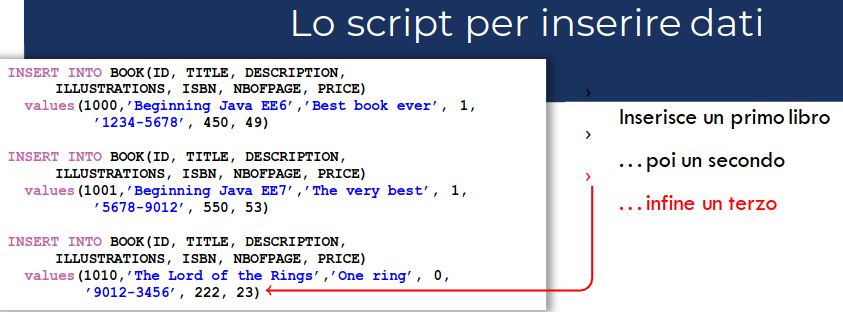 Lo script per inserire dati
INSERT INTO BOOK(ID, TITLE, DESCRIPTION,
ILLUSTRATIONS, ISBN, NBOFPAGE, PRICE)
values(1000,’Beginning Java EE6’,’Best book ever’, 1,
’1234-5678’, 450, 49)
INSERT INTO BOOK(ID, TITLE, DESCRIPTION,
ILLUSTRATIONS, ISBN, NBOFPAGE, PRICE)
values(1001,’Beginning Java EE7’,’The very best’, 1,
’5678-9012’, 550, 53)
INSERT INTO BOOK(ID, TITLE, DESCRIPTION,
ILLUSTRATIONS, ISBN, NBOFPAGE, PRICE)
values(1010,’The Lord of the Rings’,’One ring’, 0,
’9012-3456’, 222, 23)
› Inserisce un primo libro
› ...poi un secondo
› ...infine un terzo